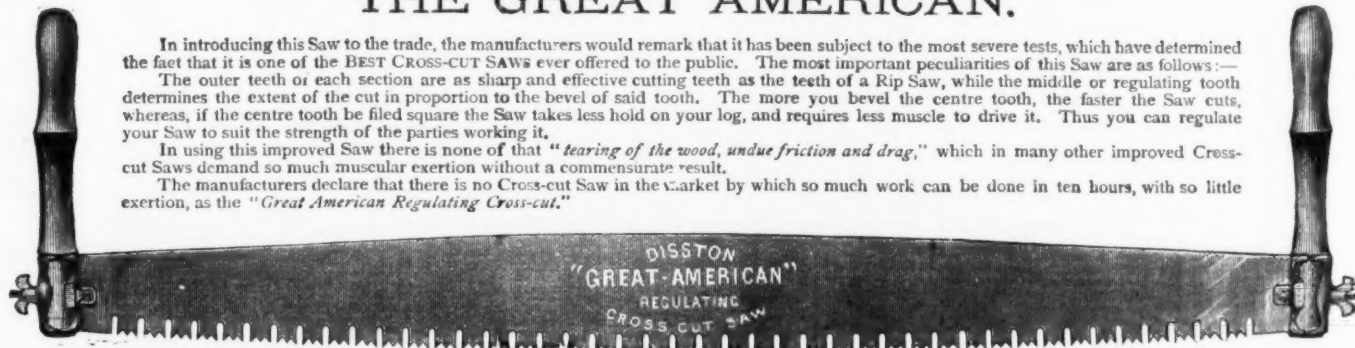 THE GREAT AMERICAN.
In introducing this Saw to the trade, the manufacturers would remark that it has been subject to the most severe tests, which have determined
the fact that it is one of the BEST CROSS-CUT SAWS ever offered to the public. The most important peculiarities of this Saw are as follows:—
The outer teeth of each section are as sharp and effective cutting teeth as the teeth of a Rip Saw, while the middle or regulating tooth
determines the extent of the cut in proportion to the bevel of said tooth. The more you bevel the centre tooth, the faster the Saw cuts,
whereas, if the centre tooth be filed square the Saw takes less hold on your log, and requires less muscle to drive it. Thus you can regulate
your Saw to suit the strength of the parties working it.
In using this improved Saw there is none of that "tearing of the wood, undue friction and drag," which in many other improved Cross-
cut Saws demand so much muscular exertion without a commensurate result.
The manufacturers declare that there is no Cross-cut Saw in the market by which so much work can be done in ten hours, with so little
exertion, as the "Great American Regulating Cross-cut."
DISSTON
"GREAT-AMERICAN"
REGULATING
CROSS CUT SAW